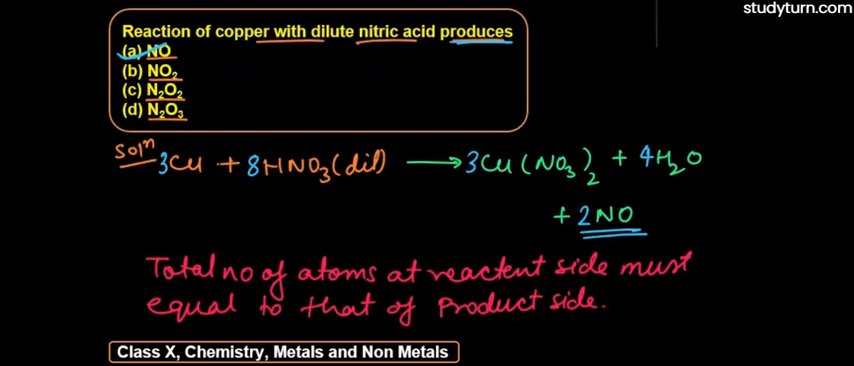 studyturn.com
Reaction of copper with dilute nitric acid produces
(a) NO
(b) NO₂
(c) N₂O₂
(d) N₂O₃
Solⁿ 3Cu + 8HNO₃(dil) ⟶ 3Cu(NO₃)₂ + 4H₂O
+ 2NO
Total no of atoms at reactent side must
equal to that of Product side.
Class X, Chemistry, Metals and Non Metals